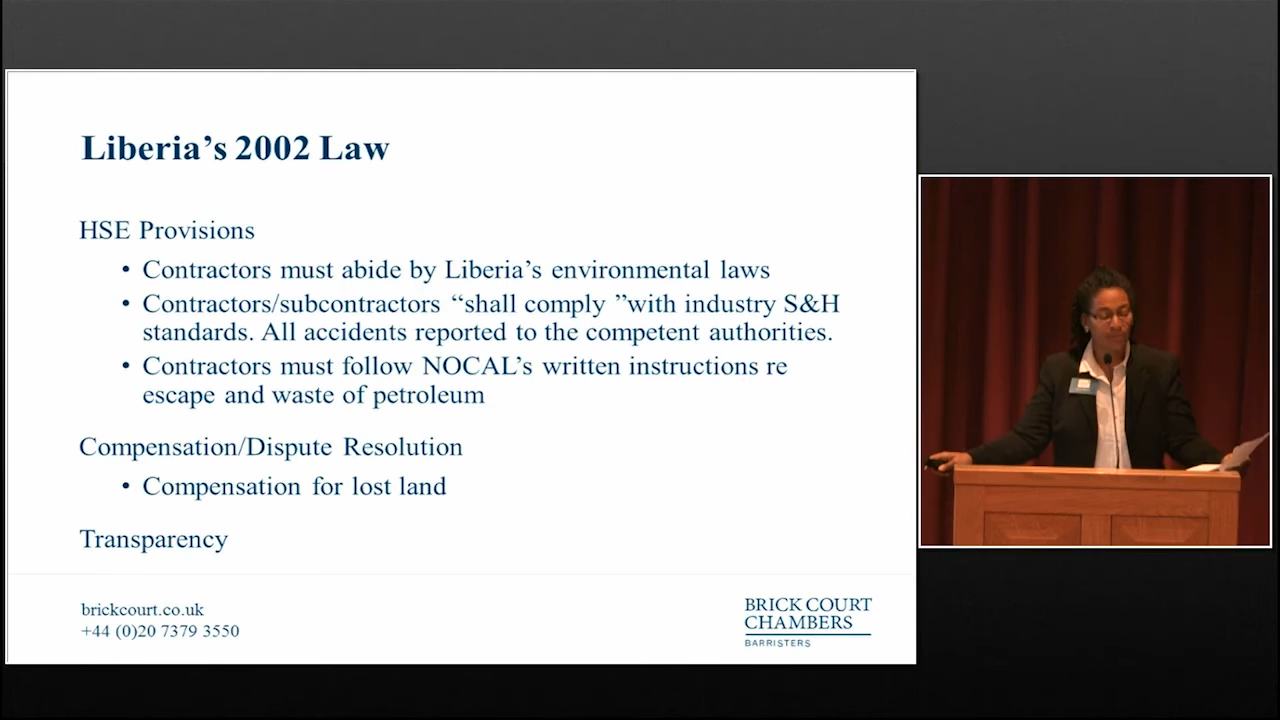 Liberia’s 2002 Law
HSE Provisions
• Contractors must abide by Liberia’s environmental laws
• Contractors/subcontractors “shall comply ”with industry S&H
standards. All accidents reported to the competent authorities.
• Contractors must follow NOCAL’s written instructions re
escape and waste of petroleum
Compensation/Dispute Resolution
• Compensation for lost land
Transparency
brickcourt.co.uk
+44 (0)20 7379 3550
BRICK COURT
CHAMBERS
BARRISTERS